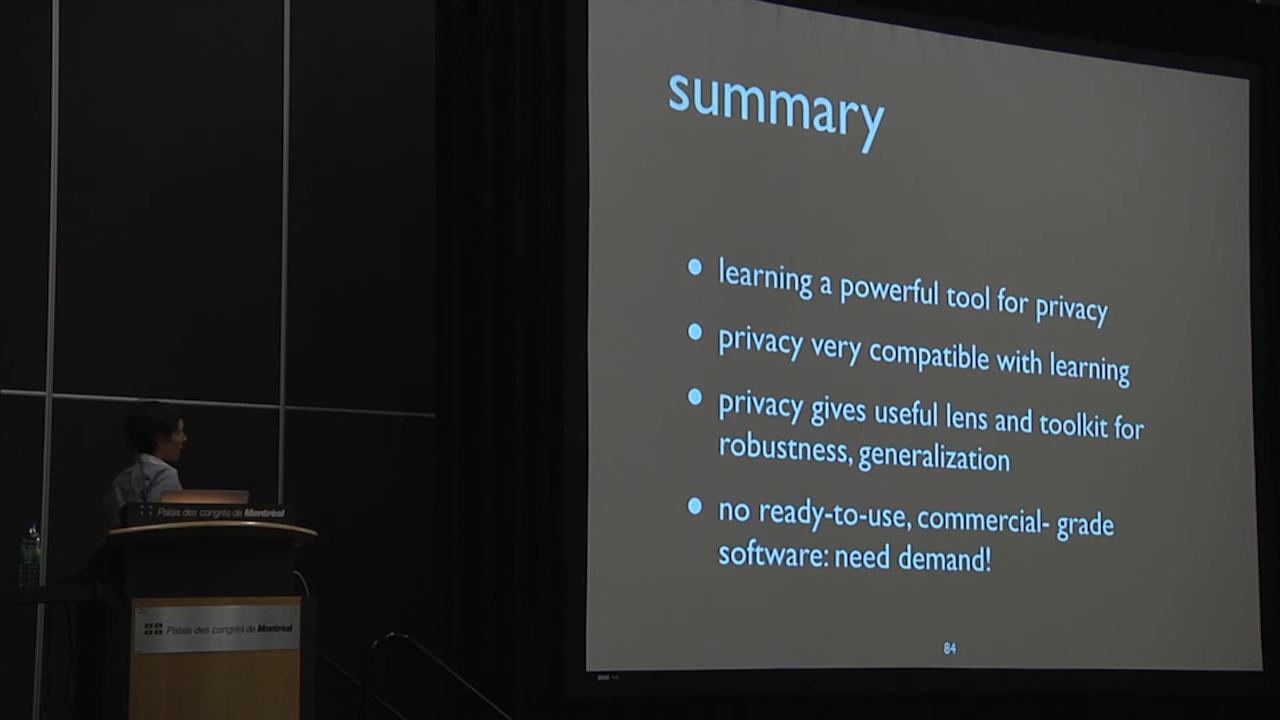 summary
• learning a powerful tool for privacy
• privacy very compatible with learning
• privacy gives useful lens and toolkit for
robustness, generalization
• no ready-to-use, commercial- grade
software: need demand!
84
Palais des congrès de Montréal
Palais des congrès de Montréal